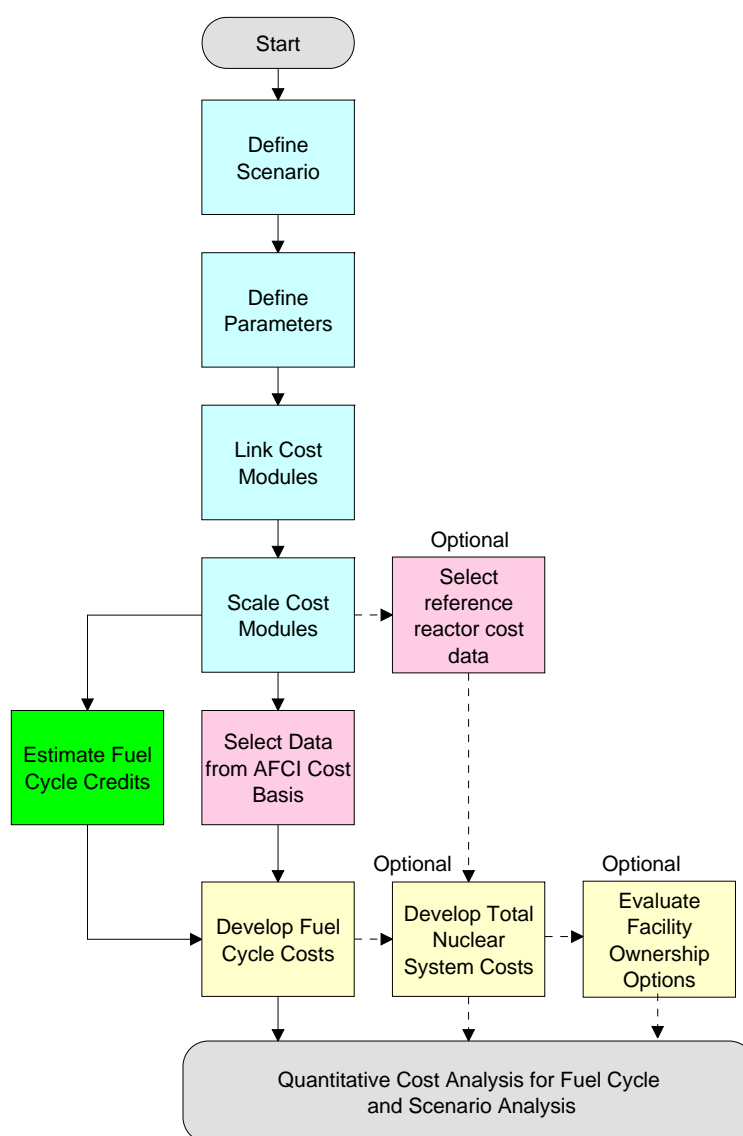 Start
Define
Scenario
Define
Parameters
Link Cost
Modules
Optional
Scale Cost
Modules
Select
reference
reactor cost
data
Estimate Fuel
Cycle Credits
Select Data
from AFCI Cost
Basis
Optional
Optional
Develop Fuel
Cycle Costs
Develop Total
Nuclear
System Costs
Evaluate
Facility
Ownership
Options
Quantitative Cost Analysis for Fuel Cycle
and Scenario Analysis